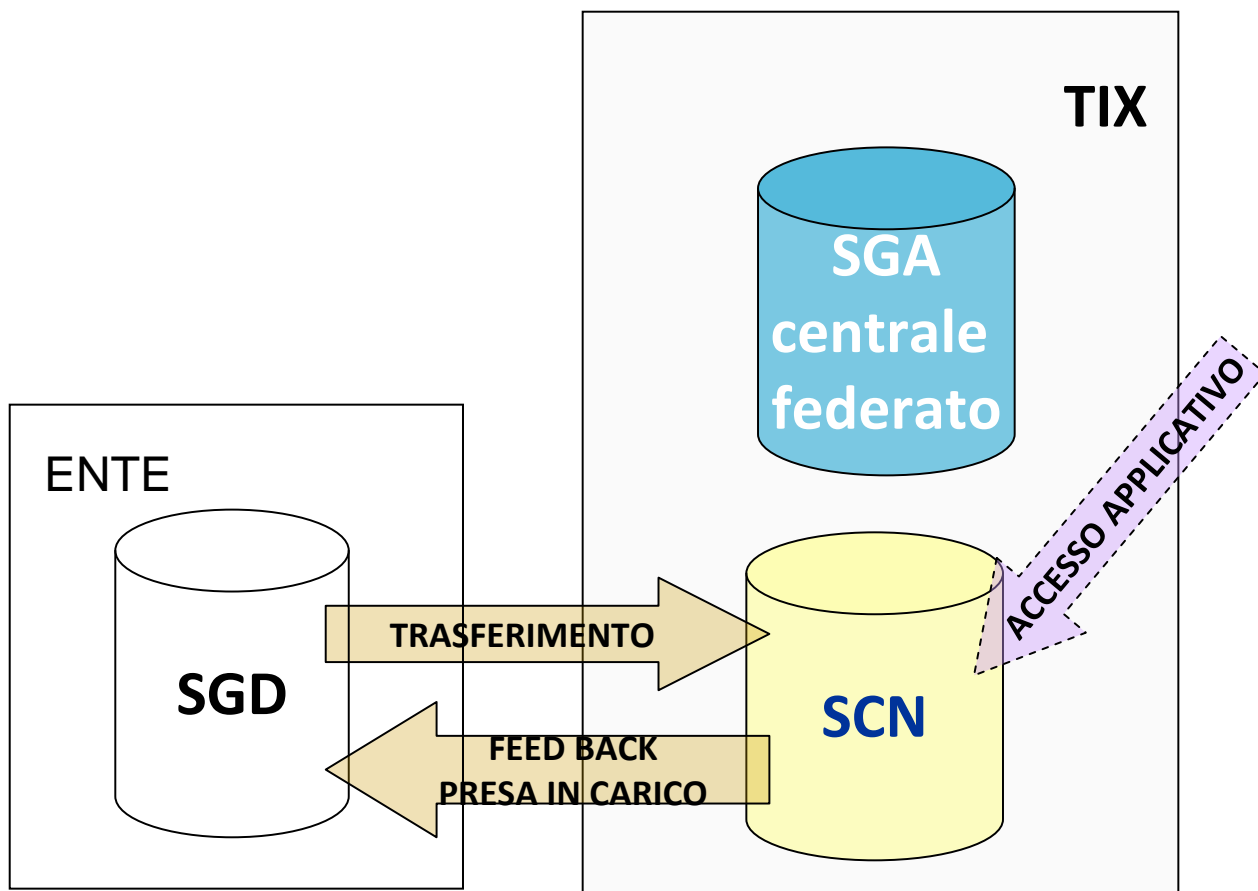 TIX
SGA
centrale
federato
ACCESSO APPLICATIVO
ENTE
TRASFERIMENTO
SGD
SCN
FEED BACK
PRESA IN CARICO